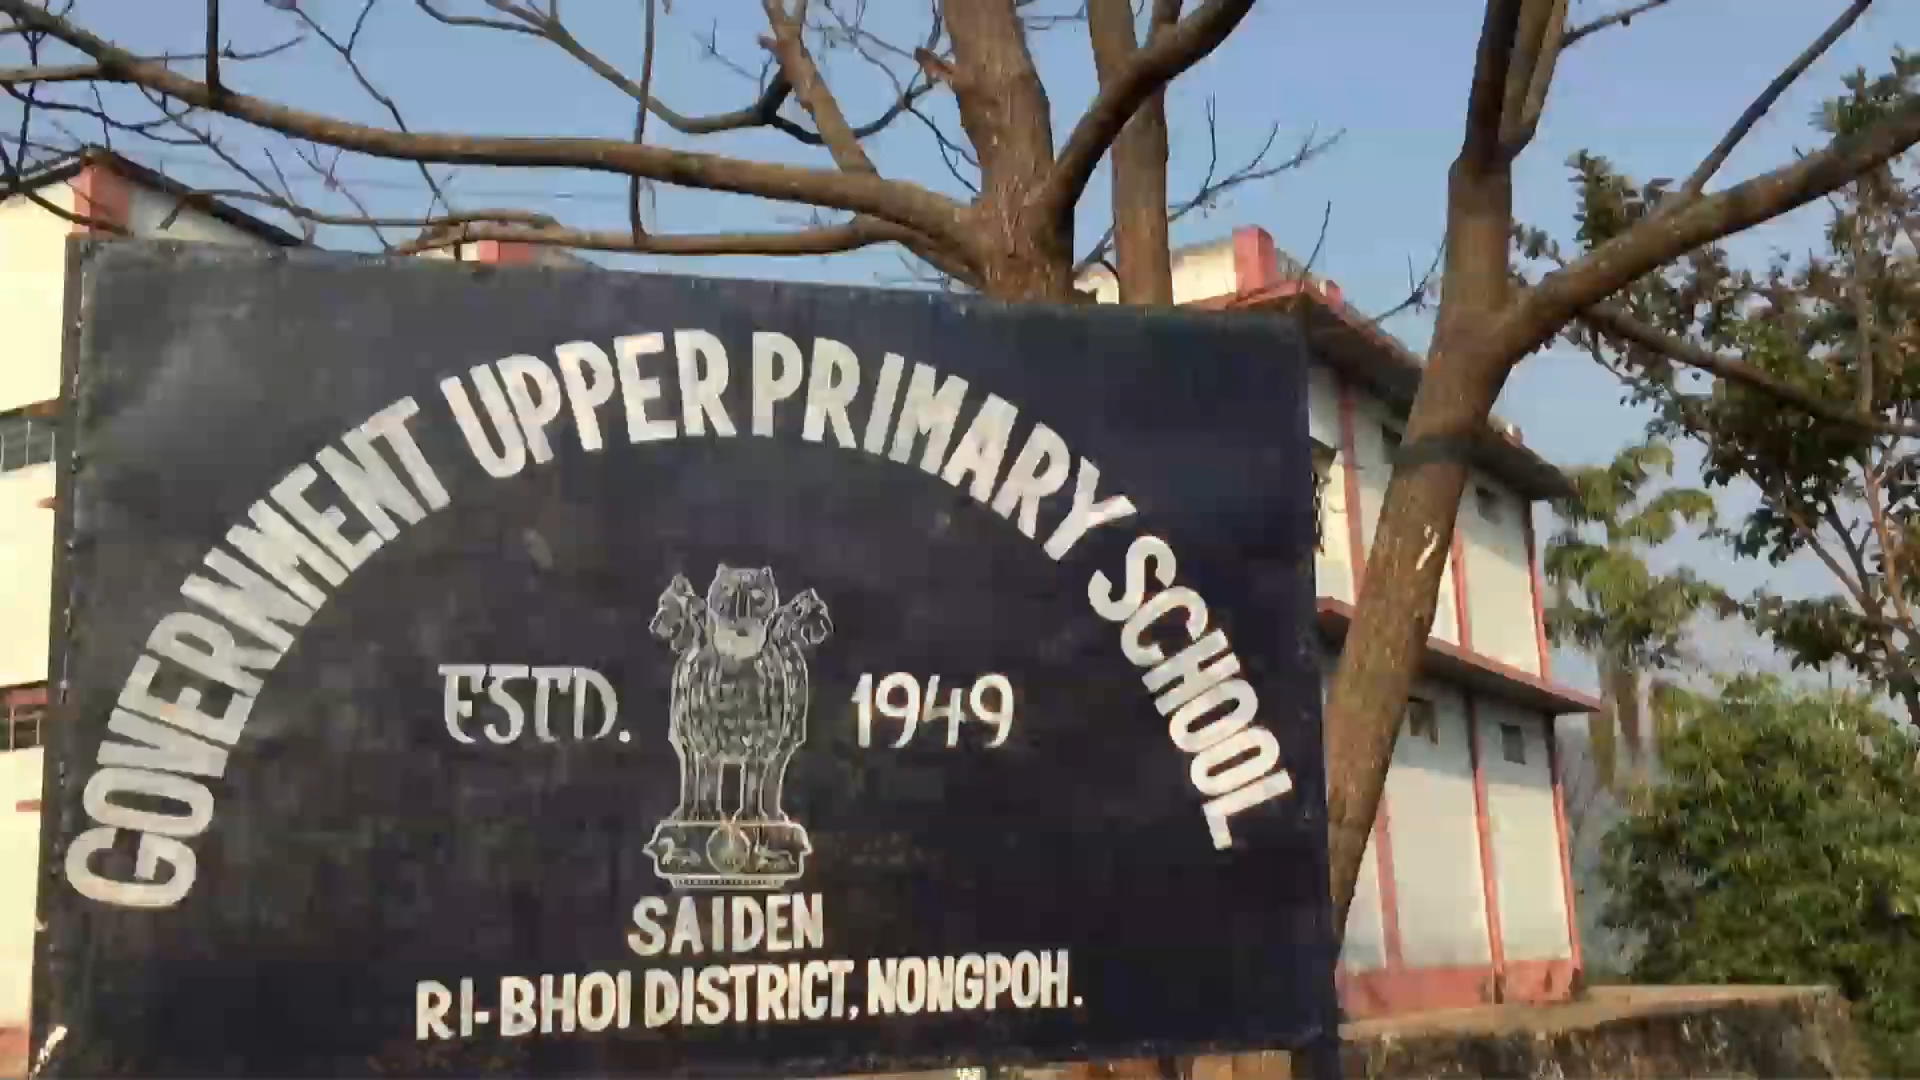 GOVERNMENT UPPER PRIMARY SCHOOL
ESTD. 1949
SAIDEN
RI-BHOI DISTRICT, NONGPOH.